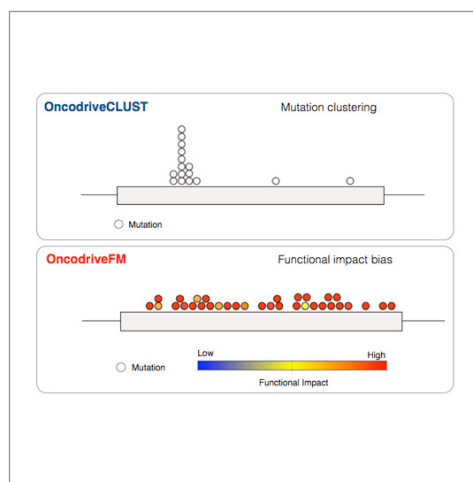 OncodriveCLUST Mutation clustering
Mutation
OncodriveFM Functional impact bias
Low High
Mutation
Functional Impact